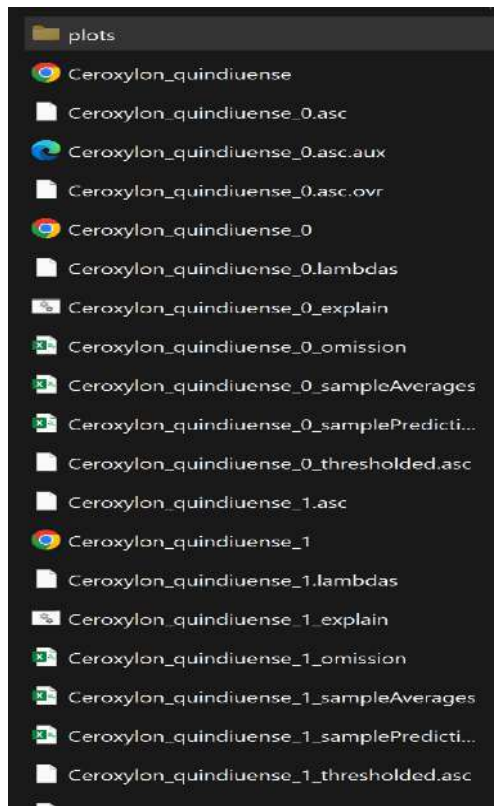 plots
Ceroxylon_quindiuense
Ceroxylon_quindiuense_0.asc
Ceroxylon_quindiuense_0.asc.aux
Ceroxylon_quindiuense_0.asc.ovr
Ceroxylon_quindiuense_0
Ceroxylon_quindiuense_0.lambdas
Ceroxylon_quindiuense_0_explain
Ceroxylon_quindiuense_0_omission
Ceroxylon_quindiuense_0_sampleAverages
Ceroxylon_quindiuense_0_samplePredicti...
Ceroxylon_quindiuense_0_thresholded.asc
Ceroxylon_quindiuense_1.asc
Ceroxylon_quindiuense_1
Ceroxylon_quindiuense_1.lambdas
Ceroxylon_quindiuense_1_explain
Ceroxylon_quindiuense_1_omission
Ceroxylon_quindiuense_1_sampleAverages
Ceroxylon_quindiuense_1_samplePredicti...
Ceroxylon_quindiuense_1_thresholded.asc